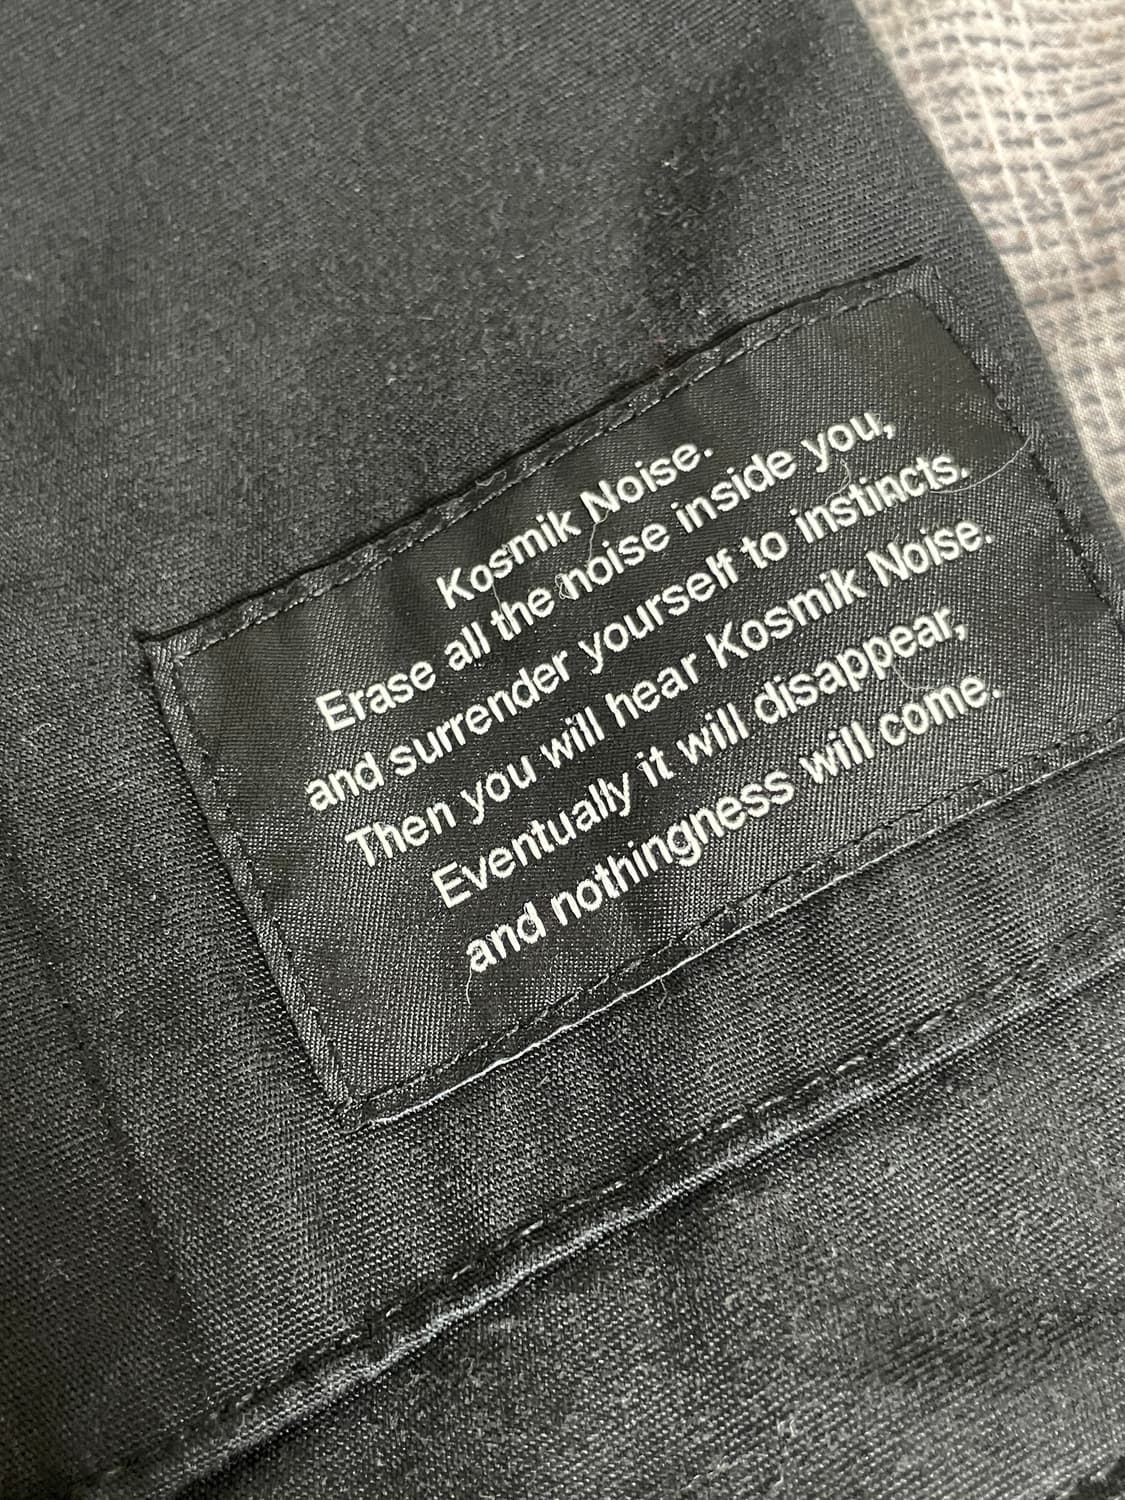 Kosmik Noise.
Erase all the noise inside you,
and surrender yourself to instincts.
Then you will hear Kosmik Noise.
Eventually it will disappear,
and nothingness will come.